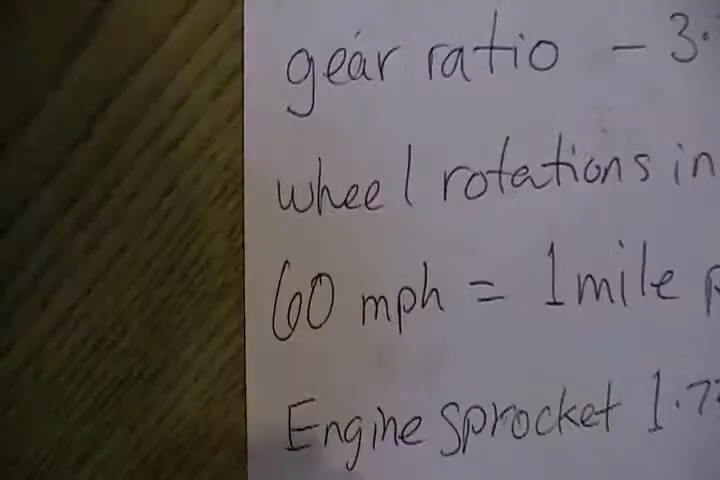 gear ratio - 3.
wheel rotations in
60 mph = 1 mile p
Engine sprocket 1.7